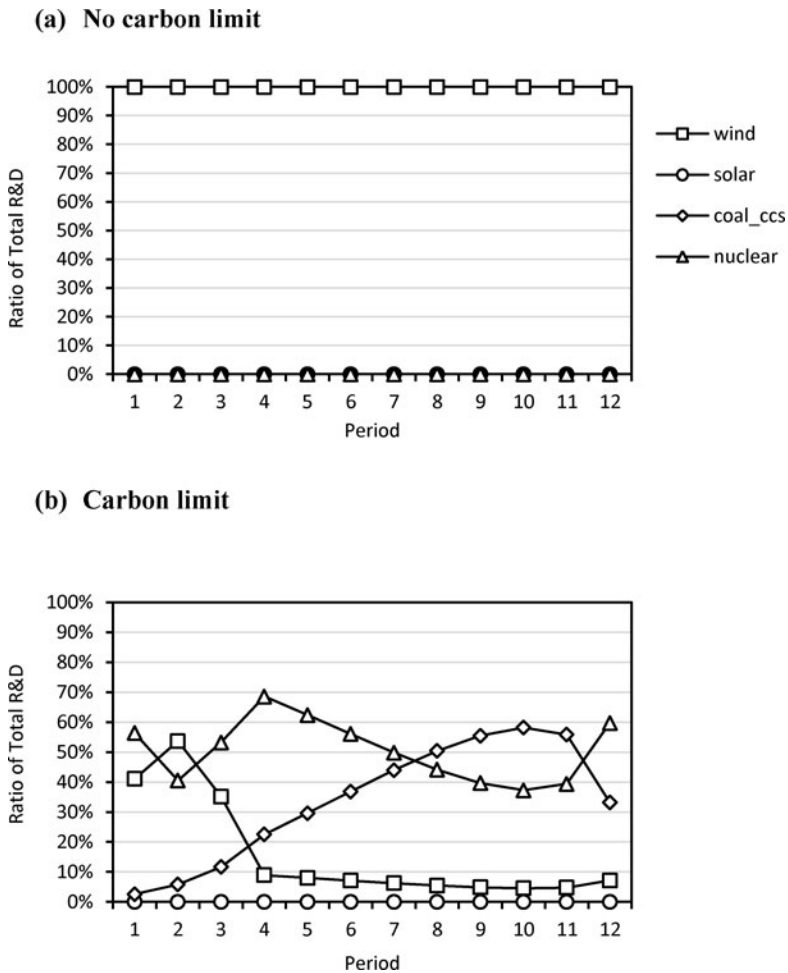 (a) No carbon limit
100%
90%
80%
70%
60%
50%
40%
30%
20%
10%
0%
Ratio of Total R&D
1 2 3 4 5 6 7 8 9 10 11 12
Period
wind
solar
coal_ccs
nuclear
(b) Carbon limit
100%
90%
80%
70%
60%
50%
40%
30%
20%
10%
0%
Ratio of Total R&D
1 2 3 4 5 6 7 8 9 10 11 12
Period